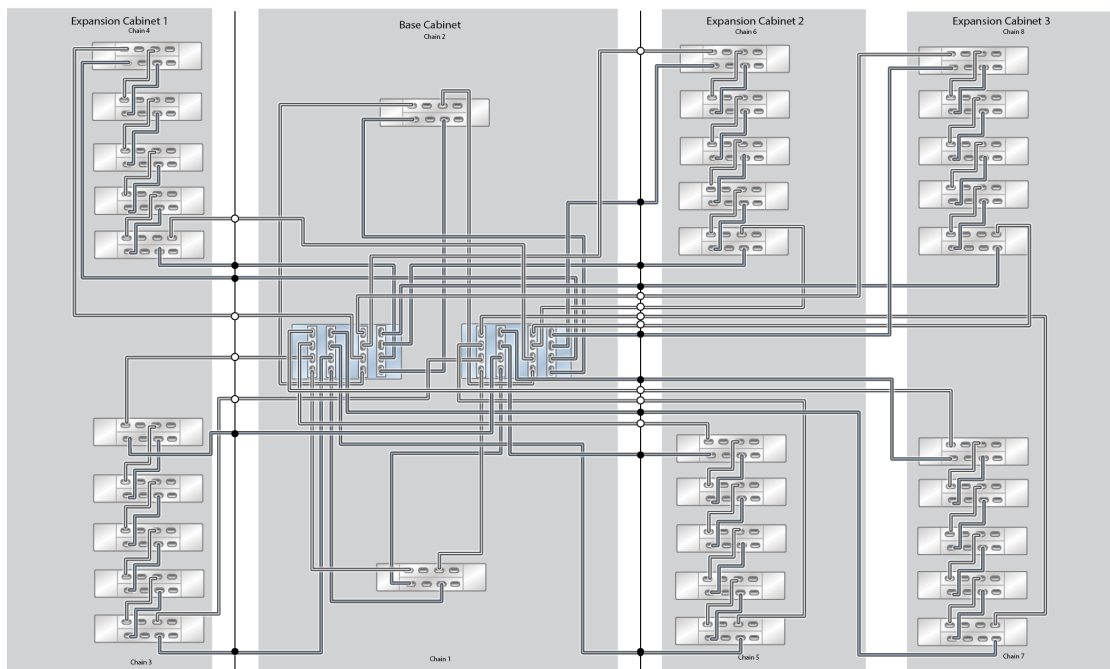 Expansion Cabinet 1
Chain 4
Base Cabinet
Chain 2
Expansion Cabinet 2
Chain 6
Expansion Cabinet 3
Chain 8
Chain 3
Chain 1
Chain 5
Chain 7